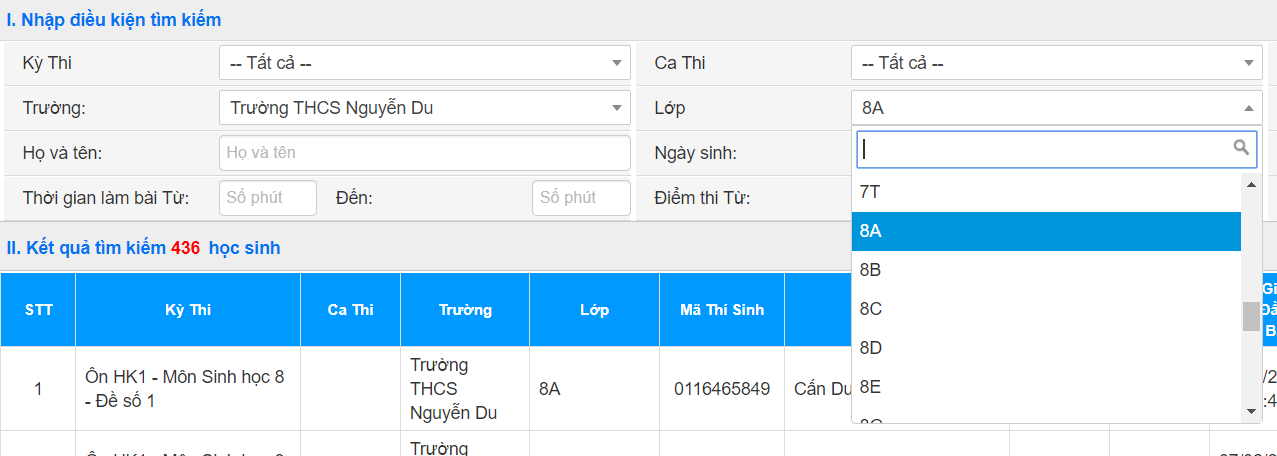 I. Nhập điều kiện tìm kiếm
Kỳ Thi
-- Tất cả --
Ca Thi
-- Tất cả --
Trường:
Trường THCS Nguyễn Du
Lớp
8A
Họ và tên:
Họ và tên
Ngày sinh:
Thời gian làm bài Từ:
Số phút
Đến:
Số phút
Điểm thi Từ:
7T
8A
8B
8C
8D
8E
II. Kết quả tìm kiếm 436 học sinh
STT
Kỳ Thi
Ca Thi
Trường
Lớp
Mã Thí Sinh
1
Ôn HK1 - Môn Sinh học 8
- Đề số 1
Trường
THCS
Nguyễn Du
8A
0116465849
Cấn Du
Trường